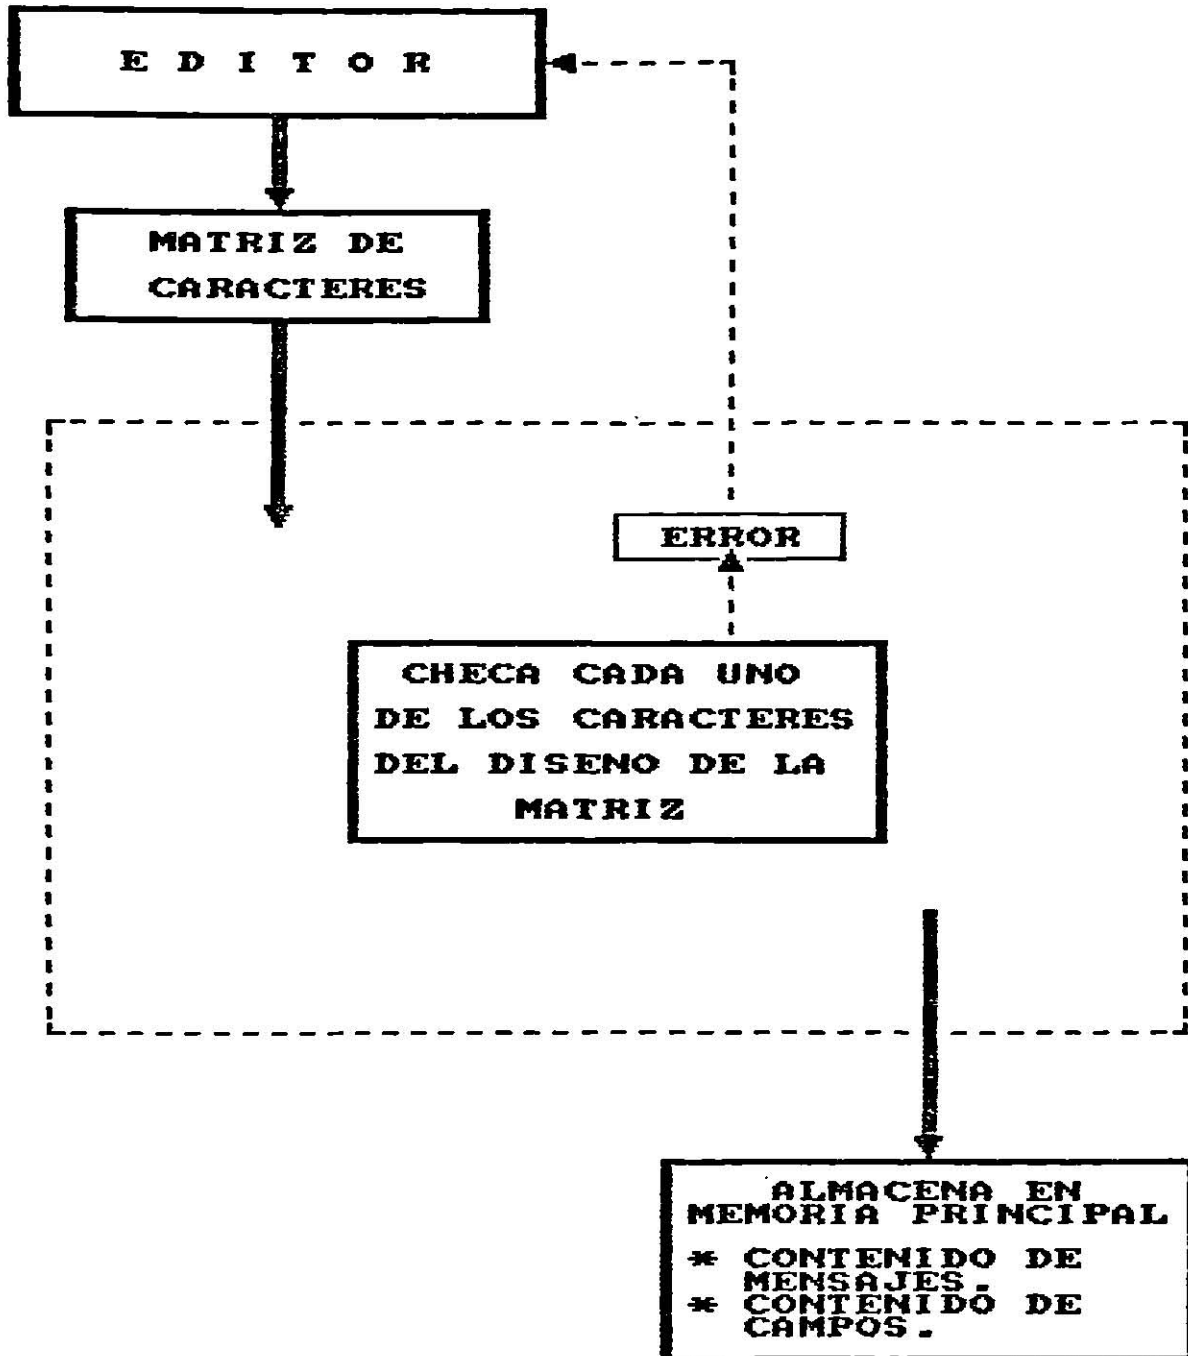 E D I T O R
MATRIZ DE
CARACTERES
ERROR
CHECA CADA UNO
DE LOS CARACTERES
DEL DISENO DE LA
MATRIZ
ALMACENA EN
MEMORIA PRINCIPAL
* CONTENIDO DE
MENSAJES.
* CONTENIDO DE
CAMPOS.